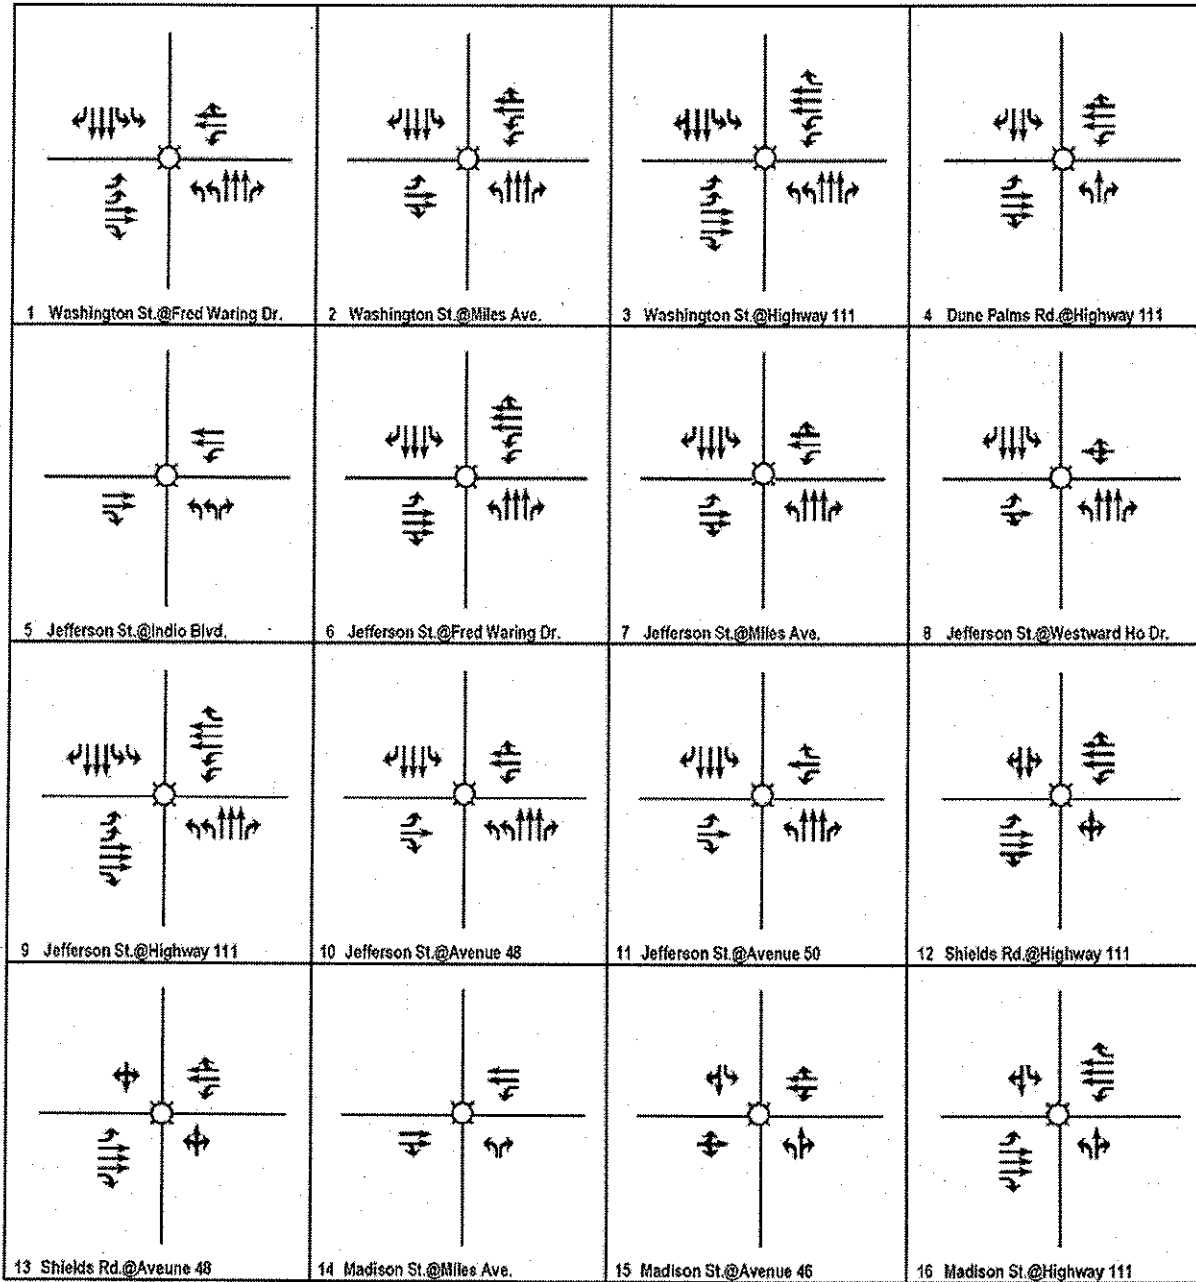 1 Washington St.@Fred Waring Dr.
2 Washington St.@Miles Ave.
3 Washington St.@Highway 111
4 Dune Palms Rd.@Highway 111
5 Jefferson St.@Indio Blvd.
6 Jefferson St.@Fred Waring Dr.
7 Jefferson St.@Miles Ave.
8 Jefferson St.@Westward Ho Dr.
9 Jefferson St.@Highway 111
10 Jefferson St.@Avenue 48
11 Jefferson St.@Avenue 50
12 Shields Rd.@Highway 111
13 Shields Rd.@Aveune 48
14 Madison St.@Miles Ave.
15 Madison St.@Avenue 46
16 Madison St.@Highway 111